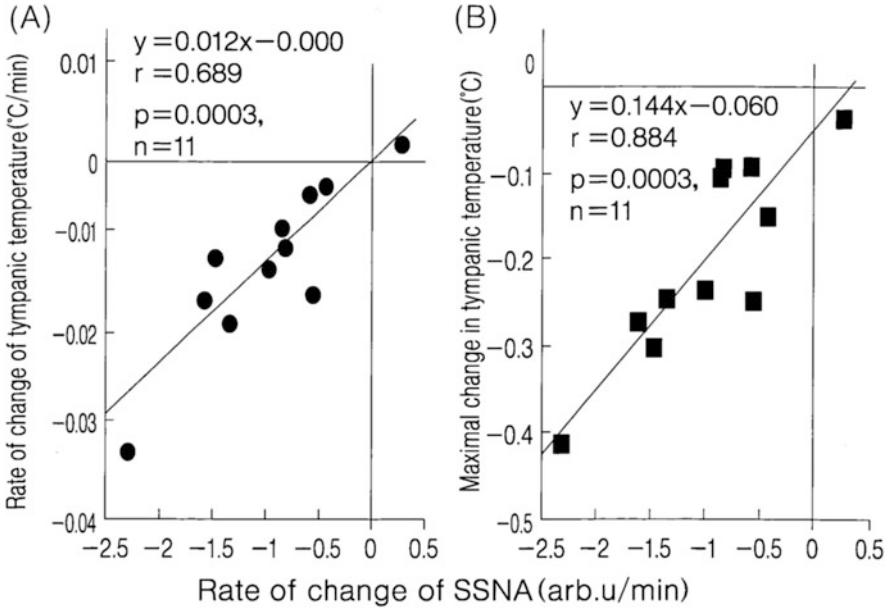 (A)
y=0.012x−0.000
r=0.689
p=0.0003,
n=11
Rate of change of tympanic temperature(°C/min)
0.01
0
−0.01
−0.02
−0.03
−0.04
−2.5 −2 −1.5 −1 −0.5 0 0.5
(B)
y=0.144x−0.060
r=0.884
p=0.0003,
n=11
Maximal change in tympanic temperature(°C)
0
−0.1
−0.2
−0.3
−0.4
−0.5
−2.5 −2 −1.5 −1 −0.5 0 0.5
Rate of change of SSNA(arb.u/min)